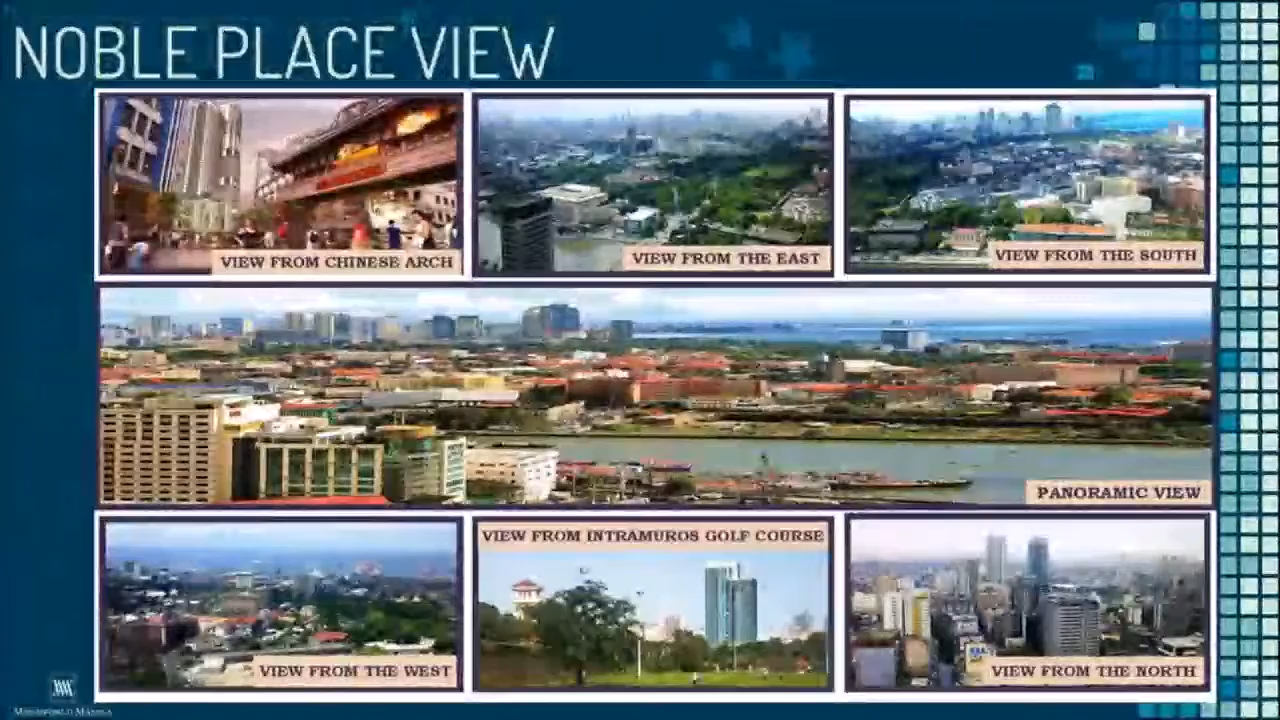 NOBLE PLACE VIEW
VIEW FROM CHINESE ARCH
VIEW FROM THE EAST
VIEW FROM THE SOUTH
PANORAMIC VIEW
VIEW FROM THE WEST
VIEW FROM INTRAMUROS GOLF COURSE
VIEW FROM THE NORTH